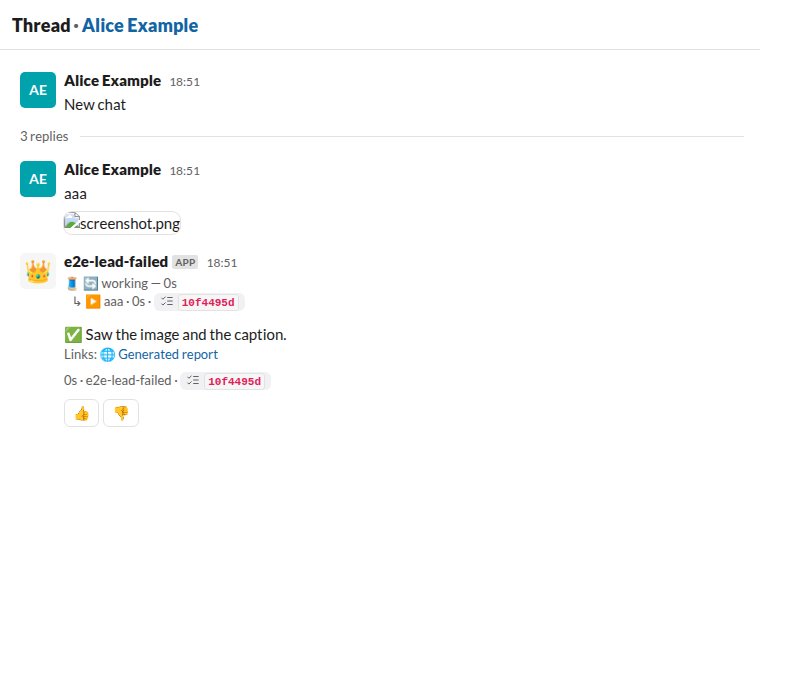 Thread · Alice Example
AE
Alice Example 18:51
New chat
3 replies
AE
Alice Example 18:51
aaa
screenshot.png
e2e-lead-failed APP 18:51
🧵 🔄 working — 0s
↳ ▶️ aaa · 0s · 10f4495d
✅ Saw the image and the caption.
Links: 🌐 Generated report
0s · e2e-lead-failed · 10f4495d